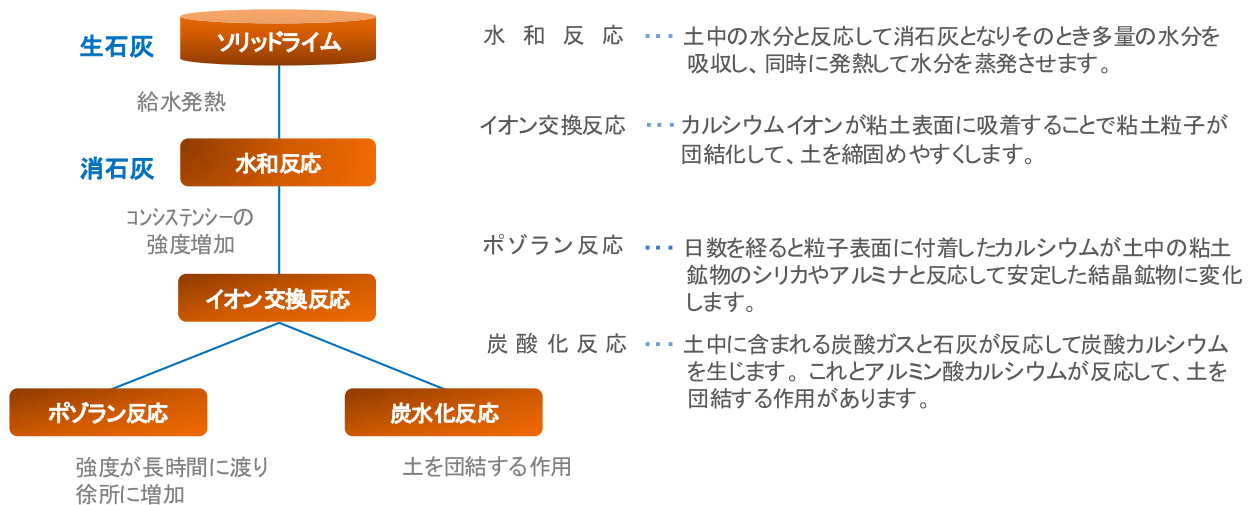 生石灰
ソリッドライム
給水発熱
消石灰
水和反応
コンシステンシーの
強度増加
イオン交換反応
ポゾラン反応
炭水化反応
強度が長時間に渡り
徐所に増加
土を団結する作用
水和反応 ･･･ 土中の水分と反応して消石灰となりそのとき多量の水分を
吸収し、同時に発熱して水分を蒸発させます。
イオン交換反応 ･･･ カルシウムイオンが粘土表面に吸着することで粘土粒子が
団結化して、土を締固めやすくします。
ポゾラン反応 ･･･ 日数を経ると粒子表面に付着したカルシウムが土中の粘土
鉱物のシリカやアルミナと反応して安定した結晶鉱物に変化
します。
炭酸化反応 ･･･ 土中に含まれる炭酸ガスと石灰が反応して炭酸カルシウム
を生じます。これとアルミン酸カルシウムが反応して、土を
団結する作用があります。